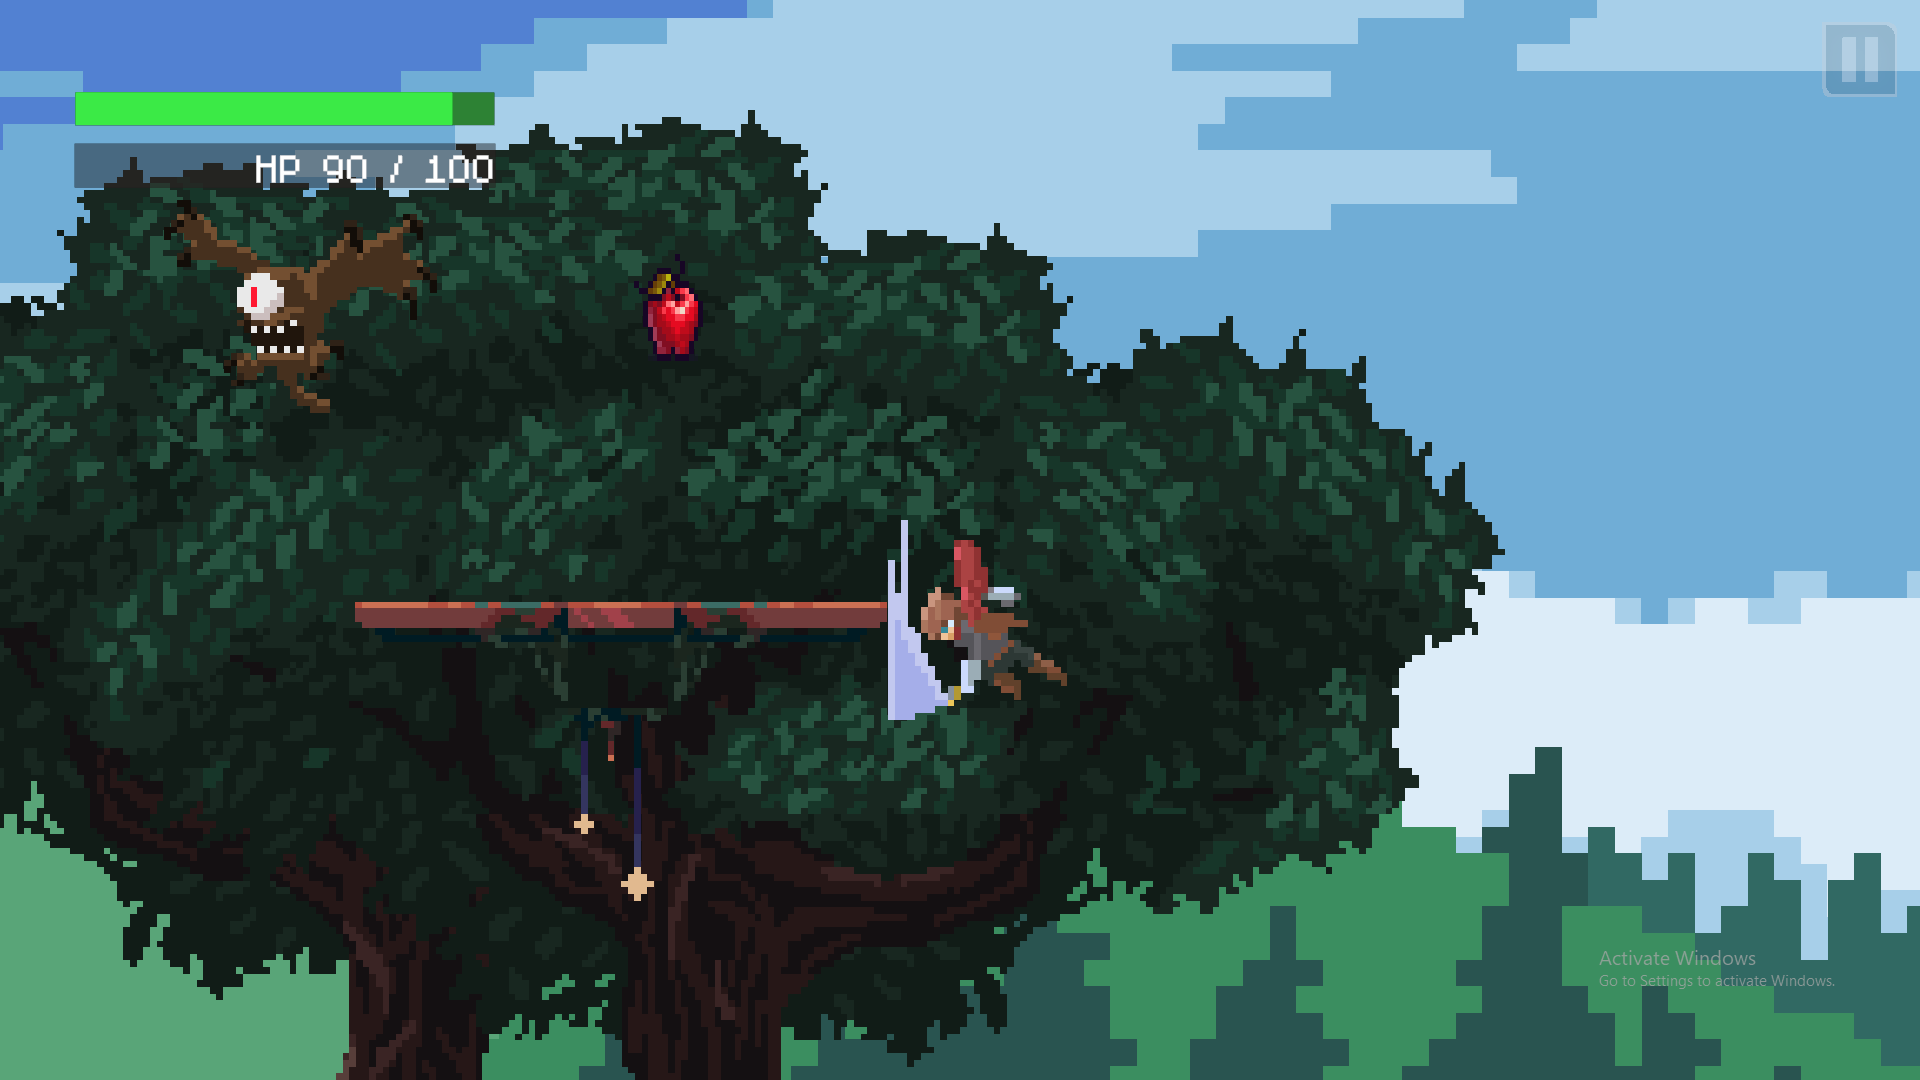 HP 90 / 100
Activate Windows
Go to Settings to activate Windows.